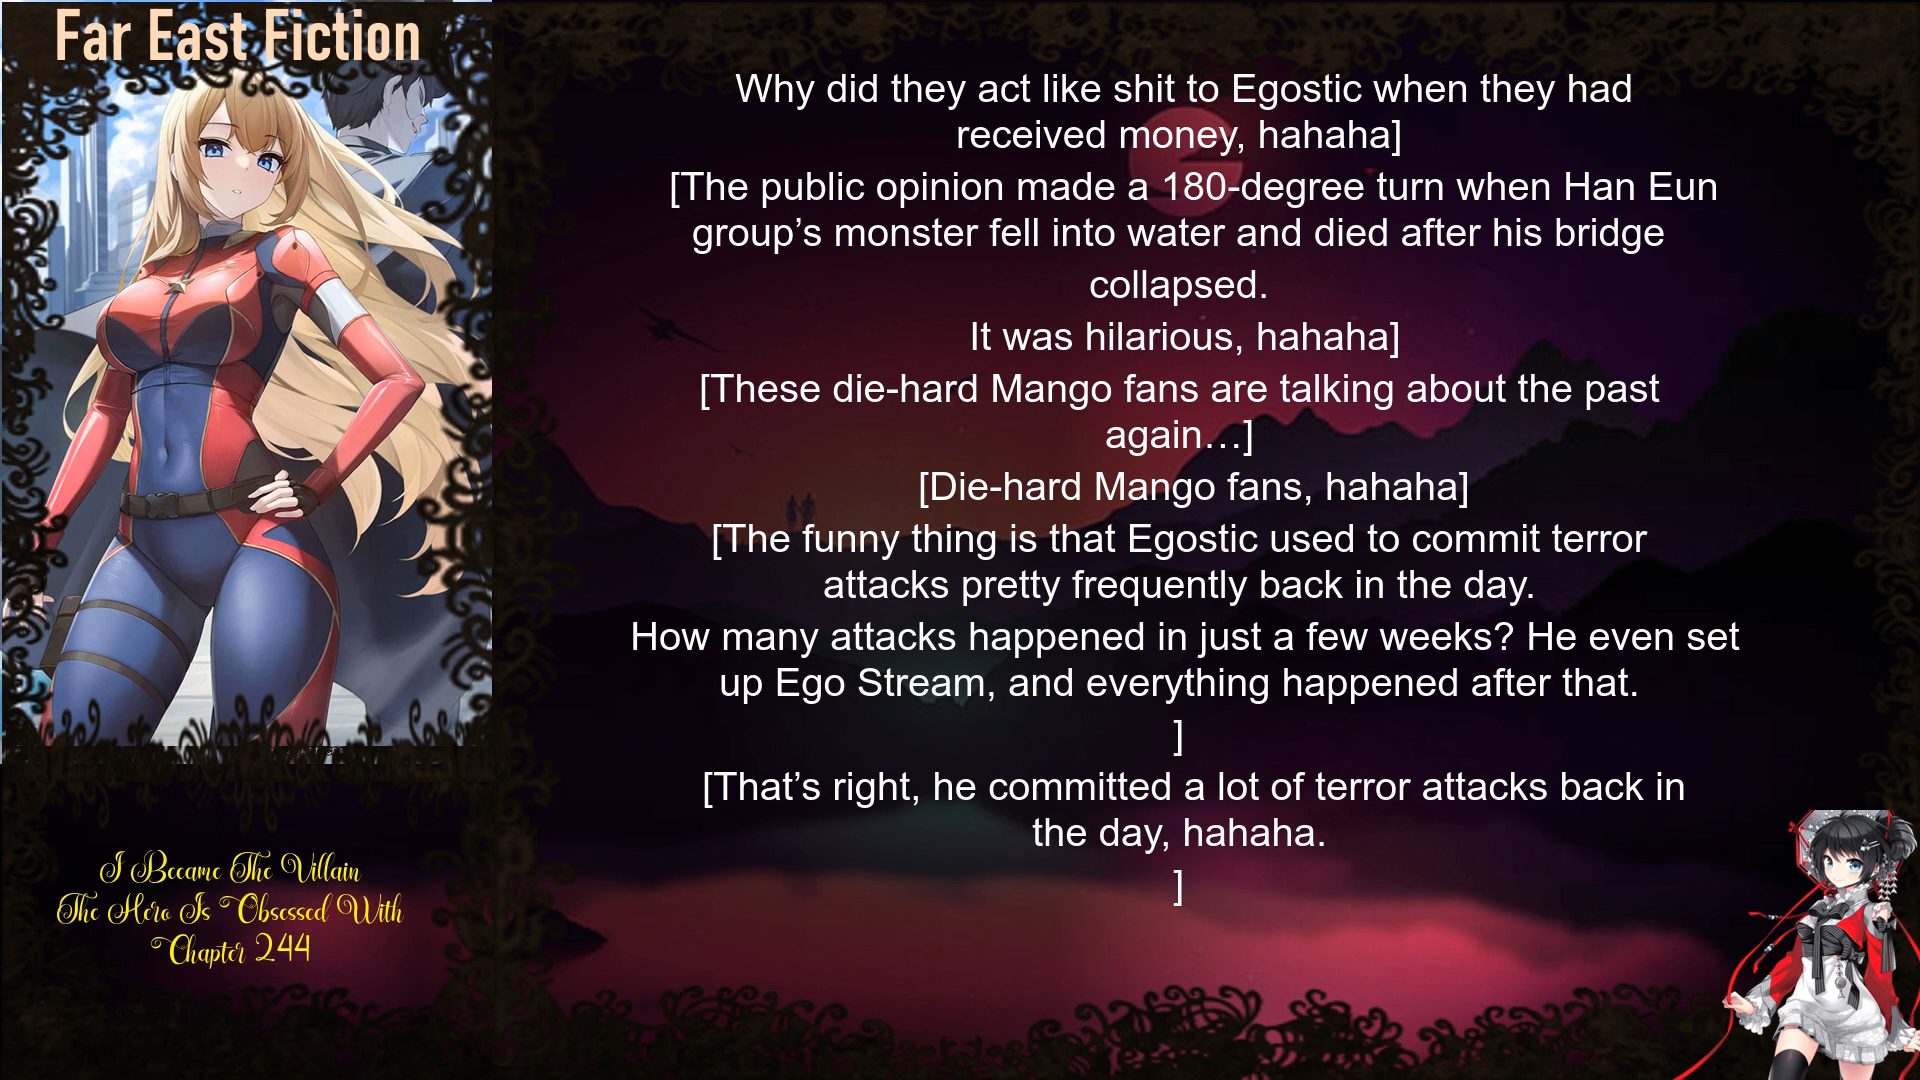 Far East Fiction
Why did they act like shit to Egostic when they had
received money, hahaha]
[The public opinion made a 180-degree turn when Han Eun
group’s monster fell into water and died after his bridge
collapsed.
It was hilarious, hahaha]
[These die-hard Mango fans are talking about the past
again…]
[Die-hard Mango fans, hahaha]
[The funny thing is that Egostic used to commit terror
attacks pretty frequently back in the day.
How many attacks happened in just a few weeks? He even set
up Ego Stream, and everything happened after that.
]
[That’s right, he committed a lot of terror attacks back in
the day, hahaha.
]
I Became The Villain
The Hero Is Obsessed With
Chapter 244